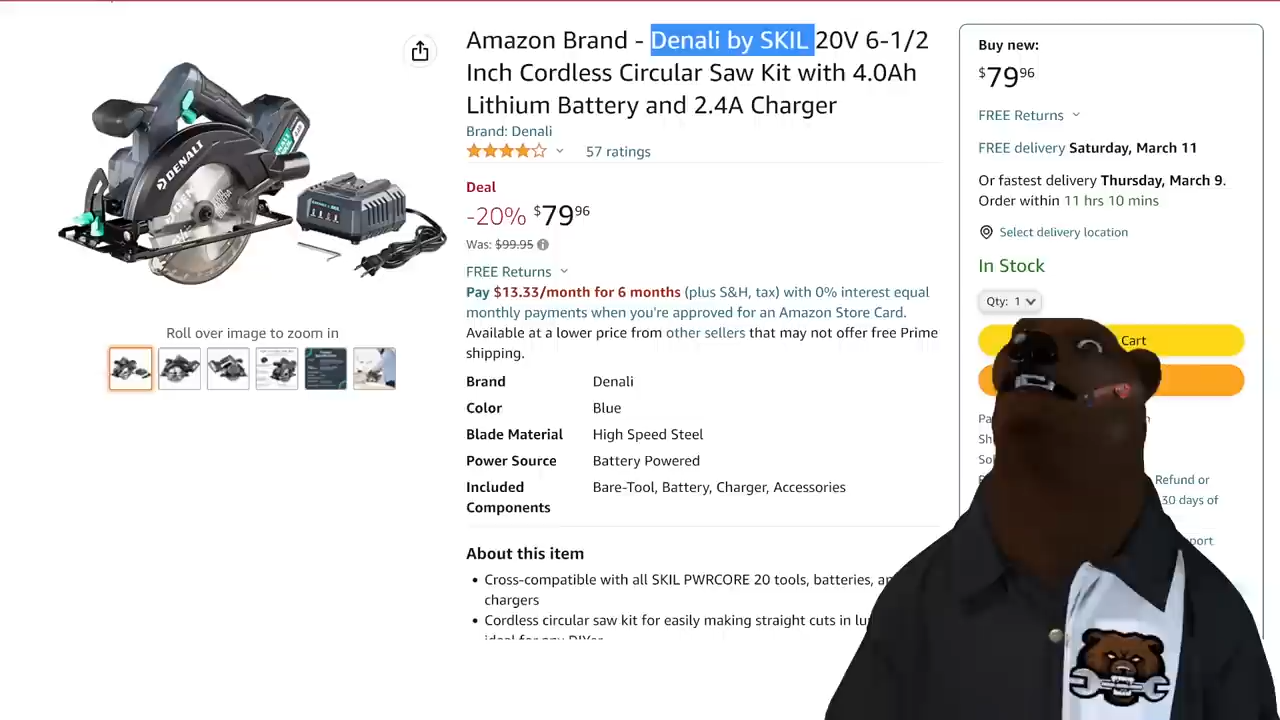 Amazon Brand - Denali by SKIL 20V 6-1/2
Inch Cordless Circular Saw Kit with 4.0Ah
Lithium Battery and 2.4A Charger
Brand: Denali
57 ratings
Deal
-20% $79 96
Was: $99.95
FREE Returns
Pay $13.33/month for 6 months (plus S&H, tax) with 0% interest equal
monthly payments when you're approved for an Amazon Store Card.
Available at a lower price from other sellers that may not offer free Prime
shipping.
Brand Denali
Color Blue
Blade Material High Speed Steel
Power Source Battery Powered
Included Bare-Tool, Battery, Charger, Accessories
Components
About this item
• Cross-compatible with all SKIL PWRCORE 20 tools, batteries,
chargers
• Cordless circular saw kit for easily making straight cuts in
DENALI
Roll over image to zoom in
Buy new:
$79 96
FREE Returns
FREE delivery Saturday, March 11
Or fastest delivery Thursday, March 9.
Order within 11 hrs 10 mins
Select delivery location
In Stock
Qty: 1
Cart
Refund or
30 days of